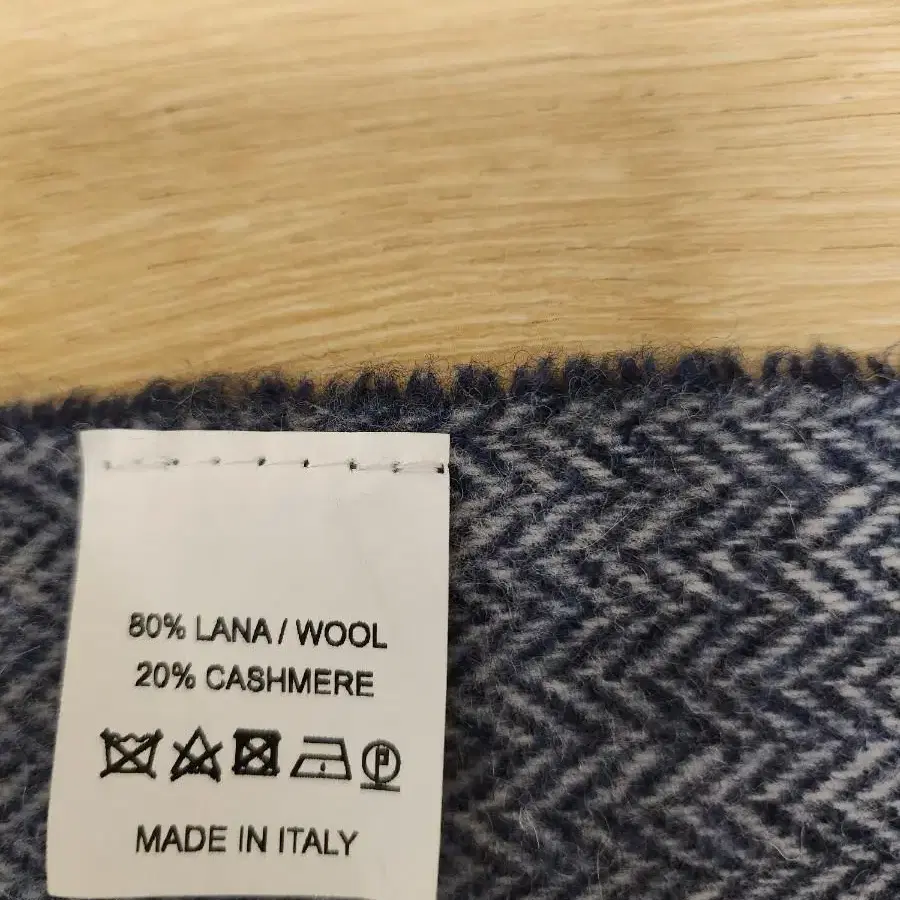 80% LANA / WOOL
20% CASHMERE
P
MADE IN ITALY